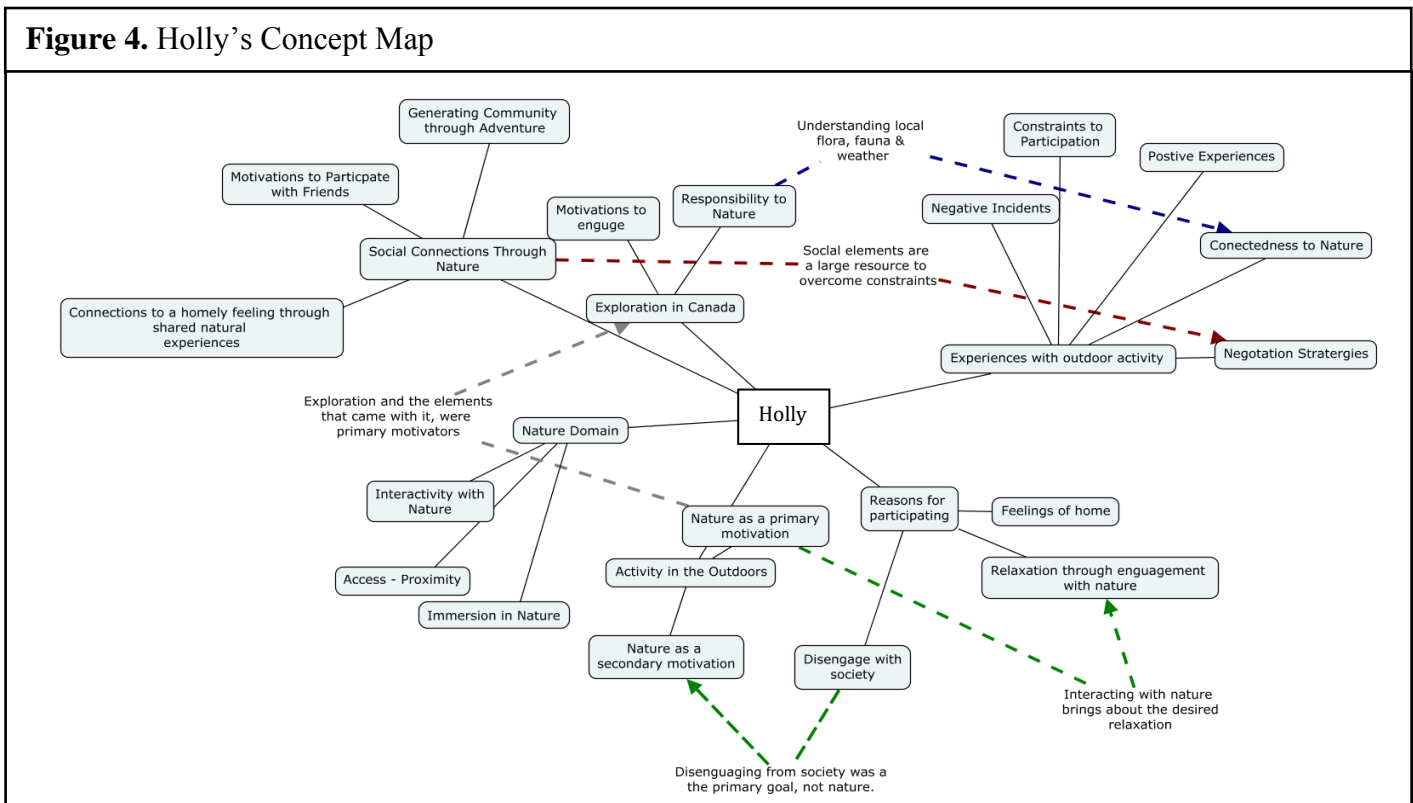 Figure 4. Holly's Concept Map
Generating Community
through Adventure
Understanding local
flora, fauna &
weather
Constraints to
Participation
Postive Experiences
Motivations to Particpate
with Friends
Motivations to
enguge
Responsibility to
Nature
Negative Incidents
Social Connections Through
Nature
Social elements are
a large resource to
overcome constraints
Conectedness to Nature
Connections to a homely feeling through
shared natural
experiences
Exploration in Canada
Experiences with outdoor activity
Negotation Stratergies
Exploration and the elements
that came with it, were
primary motivators
Holly
Nature Domain
Interactivity with
Nature
Nature as a primary
motivation
Reasons for
participating
Feelings of home
Access - Proximity
Activity in the Outdoors
Relaxation through enguagement
with nature
Immersion in Nature
Nature as a
secondary motivation
Disengage with
society
Interacting with nature
brings about the desired
relaxation
Disenguaging from society was a
the primary goal, not nature.